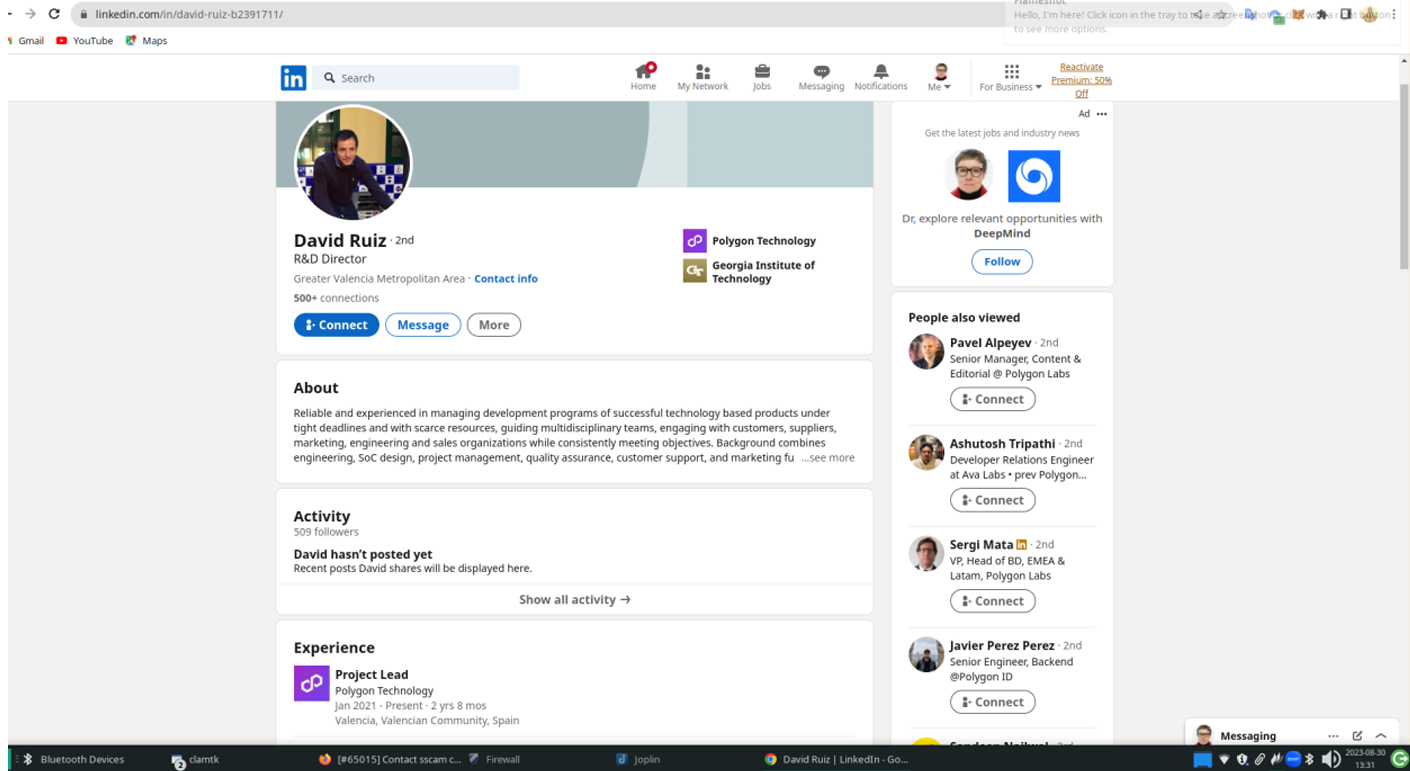 linkedin.com/in/david-ruiz-b2391711/
Flameshot
Hello, I'm here! Click icon in the tray to take a screenshot or click with a right button
to see more options.
Gmail
YouTube
Maps
in
Search
Home
My Network
Jobs
Messaging
Notifications
Me
For Business
Reactivate
Premium: 50%
Off
David Ruiz · 2nd
R&D Director
Greater Valencia Metropolitan Area · Contact info
500+ connections
Connect
Message
More
Polygon Technology
Georgia Institute of
Technology
About
Reliable and experienced in managing development programs of successful technology based products under
tight deadlines and with scarce resources, guiding multidisciplinary teams, engaging with customers, suppliers,
marketing, engineering and sales organizations while consistently meeting objectives. Background combines
engineering, SoC design, project management, quality assurance, customer support, and marketing fu ...see more
Activity
509 followers
David hasn't posted yet
Recent posts David shares will be displayed here.
Show all activity →
Experience
Project Lead
Polygon Technology
Jan 2021 - Present · 2 yrs 8 mos
Valencia, Valencian Community, Spain
Ad
Get the latest jobs and industry news
Dr, explore relevant opportunities with
DeepMind
Follow
People also viewed
Pavel Alpeyev · 2nd
Senior Manager, Content &
Editorial @ Polygon Labs
Connect
Ashutosh Tripathi · 2nd
Developer Relations Engineer
at Ava Labs • prev Polygon...
Connect
Sergi Mata in · 2nd
VP, Head of BD, EMEA &
Latam, Polygon Labs
Connect
Javier Perez Perez · 2nd
Senior Engineer, Backend
@Polygon ID
Connect
Messaging
Bluetooth Devices
2
clamtk
[#65015] Contact sscam c...
Firewall
Joplin
David Ruiz | LinkedIn - Go...
2023-08-30
13:31